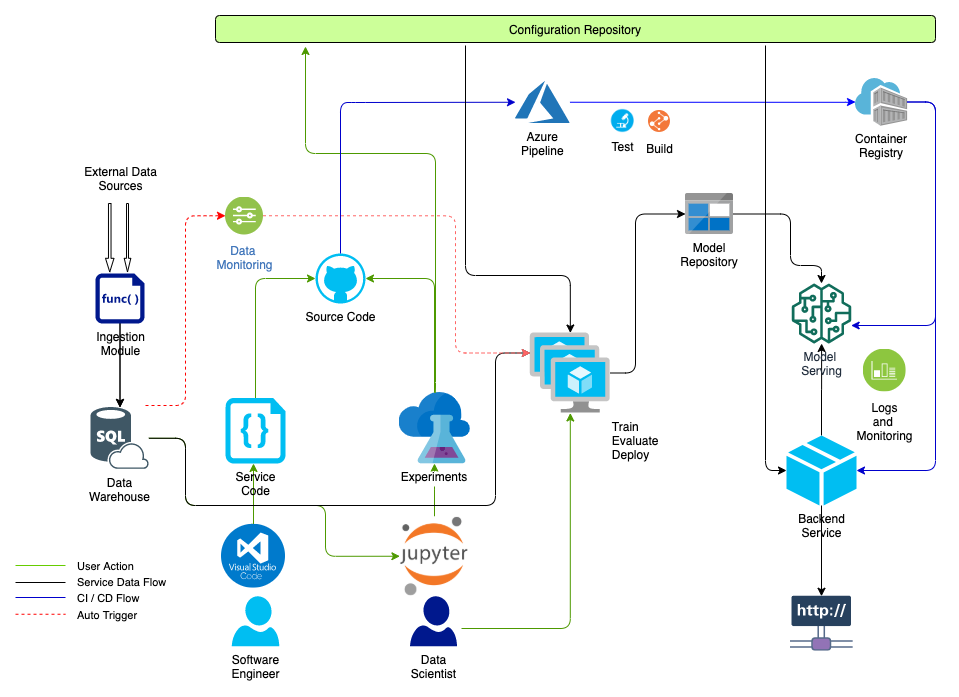 Configuration Repository
Azure
Pipeline
Test
Build
Container
Registry
External Data
Sources
Data
Monitoring
Model
Repository
func( )
Ingestion
Module
Source Code
Model
Serving
Logs
and
Monitoring
SQL
Data
Warehouse
{ }
Service
Code
Experiments
Train
Evaluate
Deploy
Backend
Service
Visual Studio
Code
jupyter
User Action
Service Data Flow
CI / CD Flow
Auto Trigger
http://
Software
Engineer
Data
Scientist